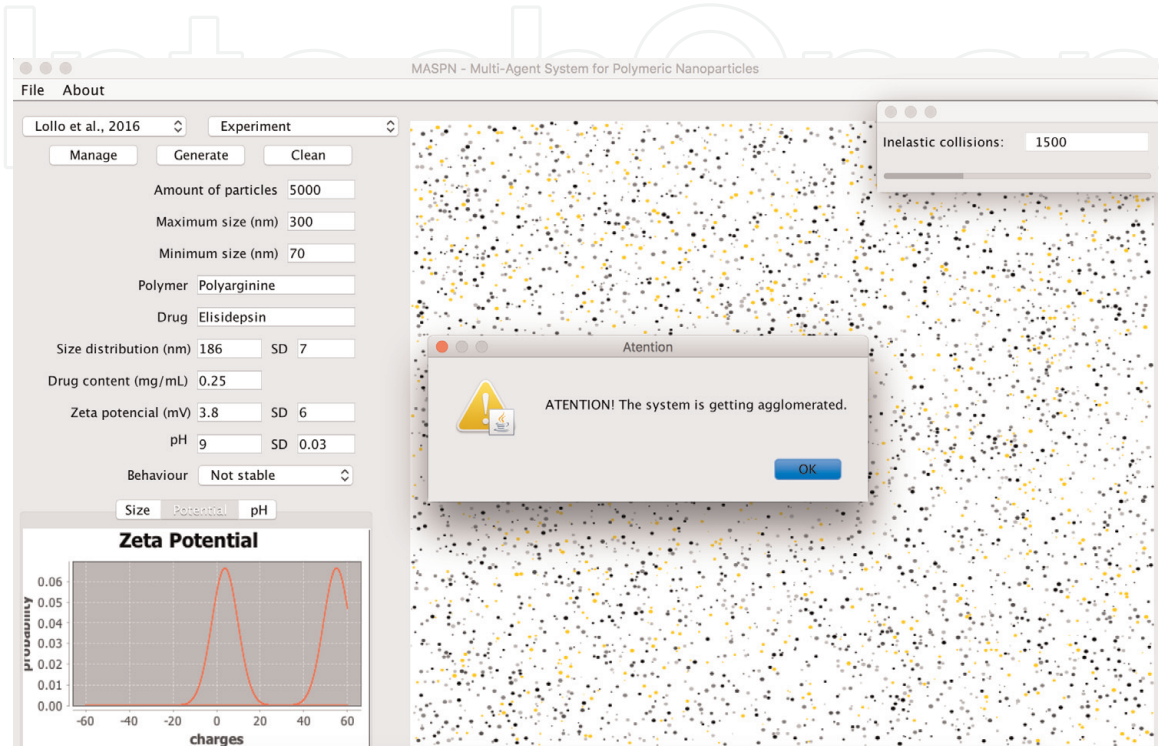 MASPN - Multi-Agent System for Polymeric Nanoparticles
File About
Lollo et al., 2016 Experiment
Manage Generate Clean
Amount of particles 5000
Maximum size (nm) 300
Minimum size (nm) 70
Polymer Polyarginine
Drug Elisidepsin
Size distribution (nm) 186 SD 7
Drug content (mg/mL) 0.25
Zeta potencial (mV) 3.8 SD 6
pH 9 SD 0.03
Behaviour Not stable
Size Potential pH
Zeta Potential
0.06
0.05
0.04
0.03
0.02
0.01
0.00
probability
-60 -40 -20 0 20 40 60
charges
Inelastic collisions: 1500
Atention
ATENTION! The system is getting agglomerated.
OK